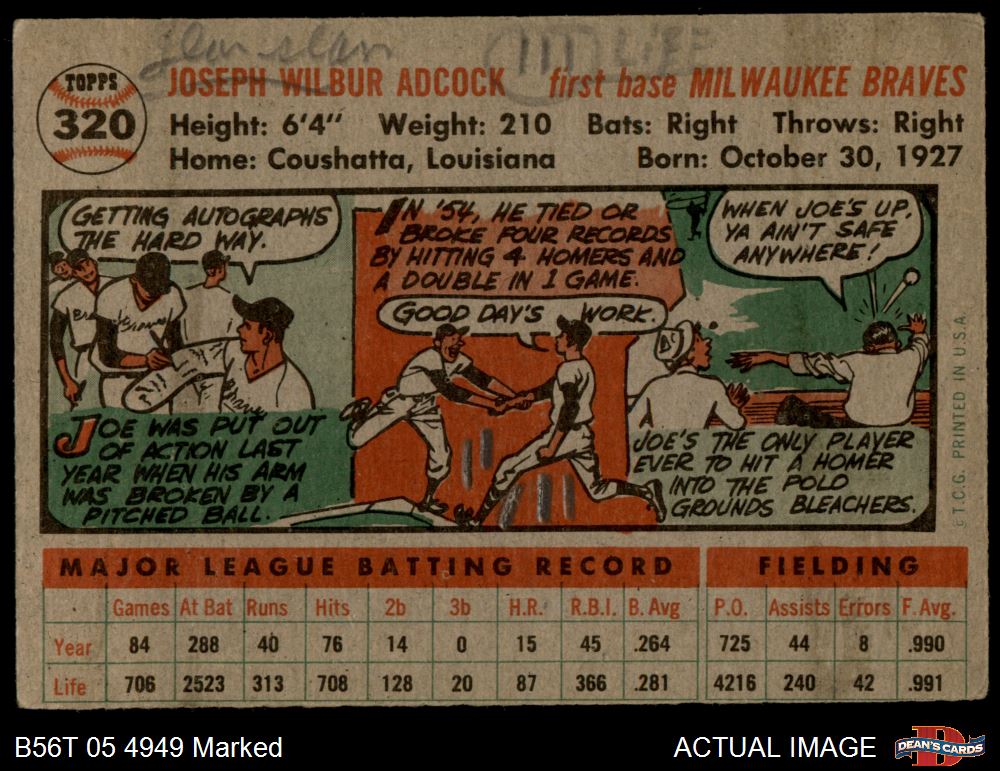 LIFE
TOPPS
320
JOSEPH WILBUR ADCOCK first base MILWAUKEE BRAVES
Height: 6'4" Weight: 210 Bats: Right Throws: Right
Home: Coushatta, Louisiana Born: October 30, 1927
GETTING AUTOGRAPHS
THE HARD WAY.
Braves
JOE WAS PUT OUT
OF ACTION LAST
YEAR WHEN HIS ARM
WAS BROKEN BY A
PITCHED BALL.
IN '54, HE TIED OR
BROKE FOUR RECORDS
BY HITTING 4 HOMERS AND
A DOUBLE IN 1 GAME.
GOOD DAY'S WORK.
WHEN JOE'S UP,
YA AIN'T SAFE
ANYWHERE!
JOE'S THE ONLY PLAYER
EVER TO HIT A HOMER
INTO THE POLO
GROUNDS BLEACHERS.
©T.C.G. PRINTED IN U.S.A.
MAJOR LEAGUE BATTING RECORD FIELDING
Games At Bat Runs Hits 2b 3b H.R. R.B.I. B. Avg P.O. Assists Errors F. Avg.
Year 84 288 40 76 14 0 15 45 .264 725 44 8 .990
Life 706 2523 313 708 128 20 87 366 .281 4216 240 42 .991
B56T 05 4949 Marked
ACTUAL IMAGE
DEAN'S CARDS